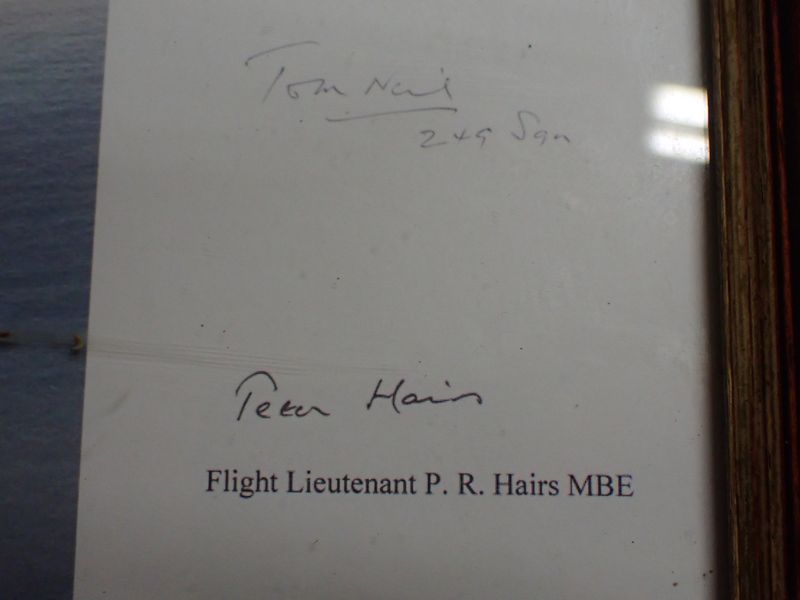 Tom Neil
249 Sqn
Peter Hairs
Flight Lieutenant P. R. Hairs MBE